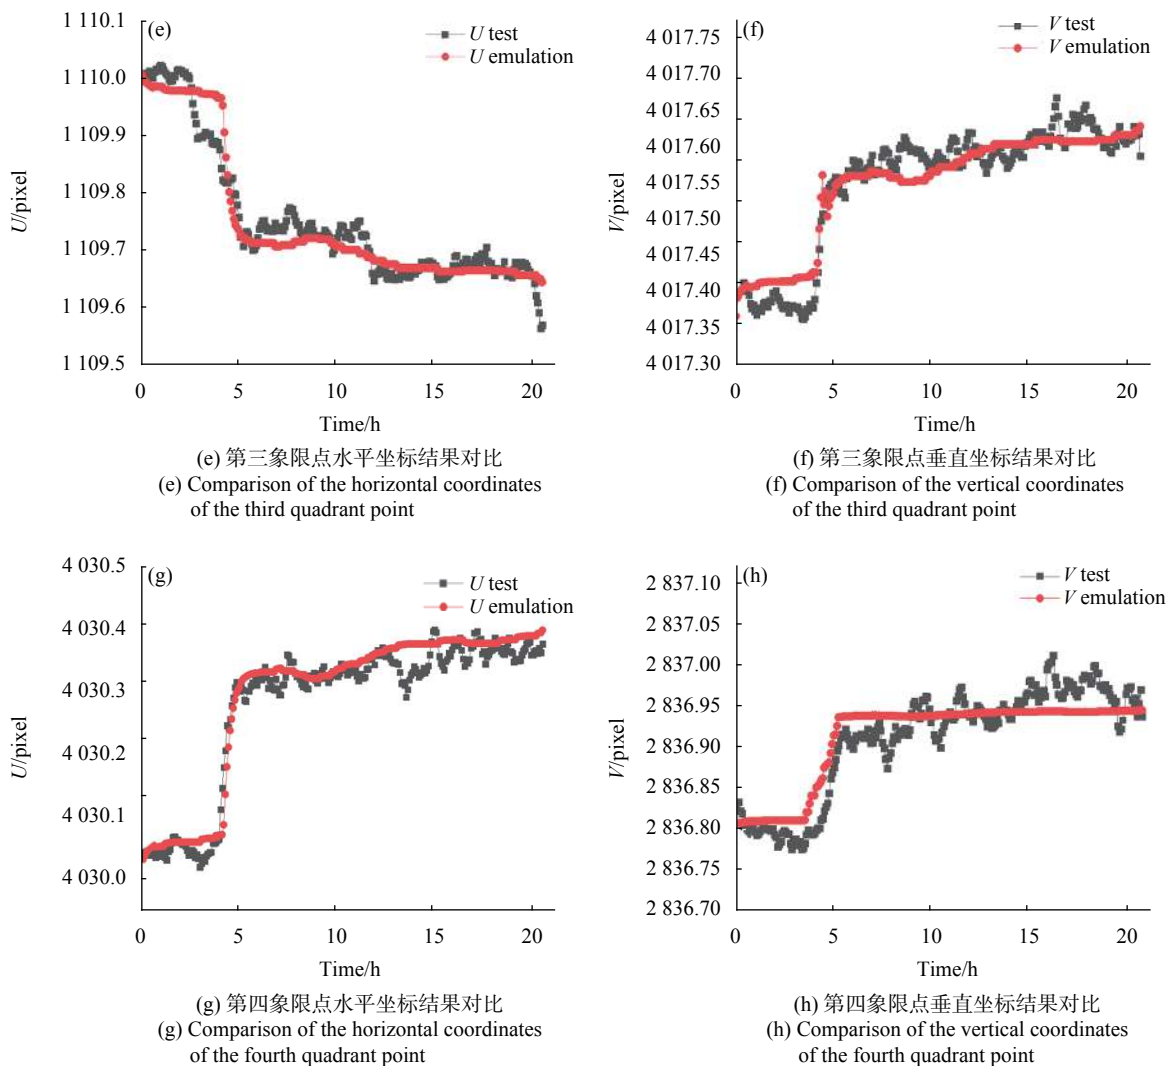 1 110.1
1 110.0
1 109.9
1 109.8
1 109.7
1 109.6
1 109.5
U/pixel
(e)
U test
U emulation
0 5 10 15 20
Time/h
(e) 第三象限点水平坐标结果对比
(e) Comparison of the horizontal coordinates
of the third quadrant point
4 017.75
4 017.70
4 017.65
4 017.60
4 017.55
4 017.50
4 017.45
4 017.40
4 017.35
4 017.30
V/pixel
(f)
V test
V emulation
0 5 10 15 20
Time/h
(f) 第三象限点垂直坐标结果对比
(f) Comparison of the vertical coordinates
of the third quadrant point
4 030.5
4 030.4
4 030.3
4 030.2
4 030.1
4 030.0
U/pixel
(g)
U test
U emulation
0 5 10 15 20
Time/h
(g) 第四象限点水平坐标结果对比
(g) Comparison of the horizontal coordinates
of the fourth quadrant point
2 837.10
2 837.05
2 837.00
2 836.95
2 836.90
2 836.85
2 836.80
2 836.75
2 836.70
V/pixel
(h)
V test
V emulation
0 5 10 15 20
Time/h
(h) 第四象限点垂直坐标结果对比
(h) Comparison of the vertical coordinates
of the fourth quadrant point